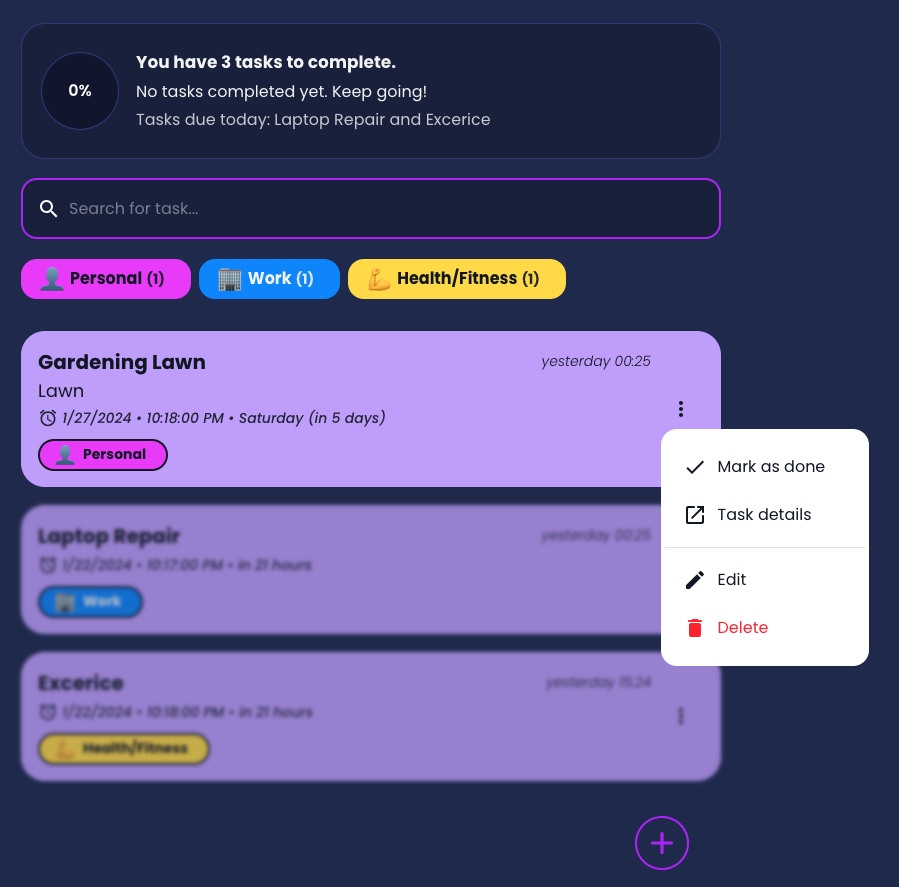 0%
You have 3 tasks to complete.
No tasks completed yet. Keep going!
Tasks due today: Laptop Repair and Excerice
Search for task...
Personal (1)
Work (1)
Health/Fitness (1)
Gardening Lawn
yesterday 00:25
Lawn
1/27/2024 • 10:18:00 PM • Saturday (in 5 days)
Personal
Mark as done
Task details
Edit
Delete
Laptop Repair
yesterday 00:25
1/22/2024 • 10:17:00 PM • in 21 hours
Work
Excerice
yesterday 15:24
1/22/2024 • 10:18:00 PM • in 21 hours
Health/Fitness